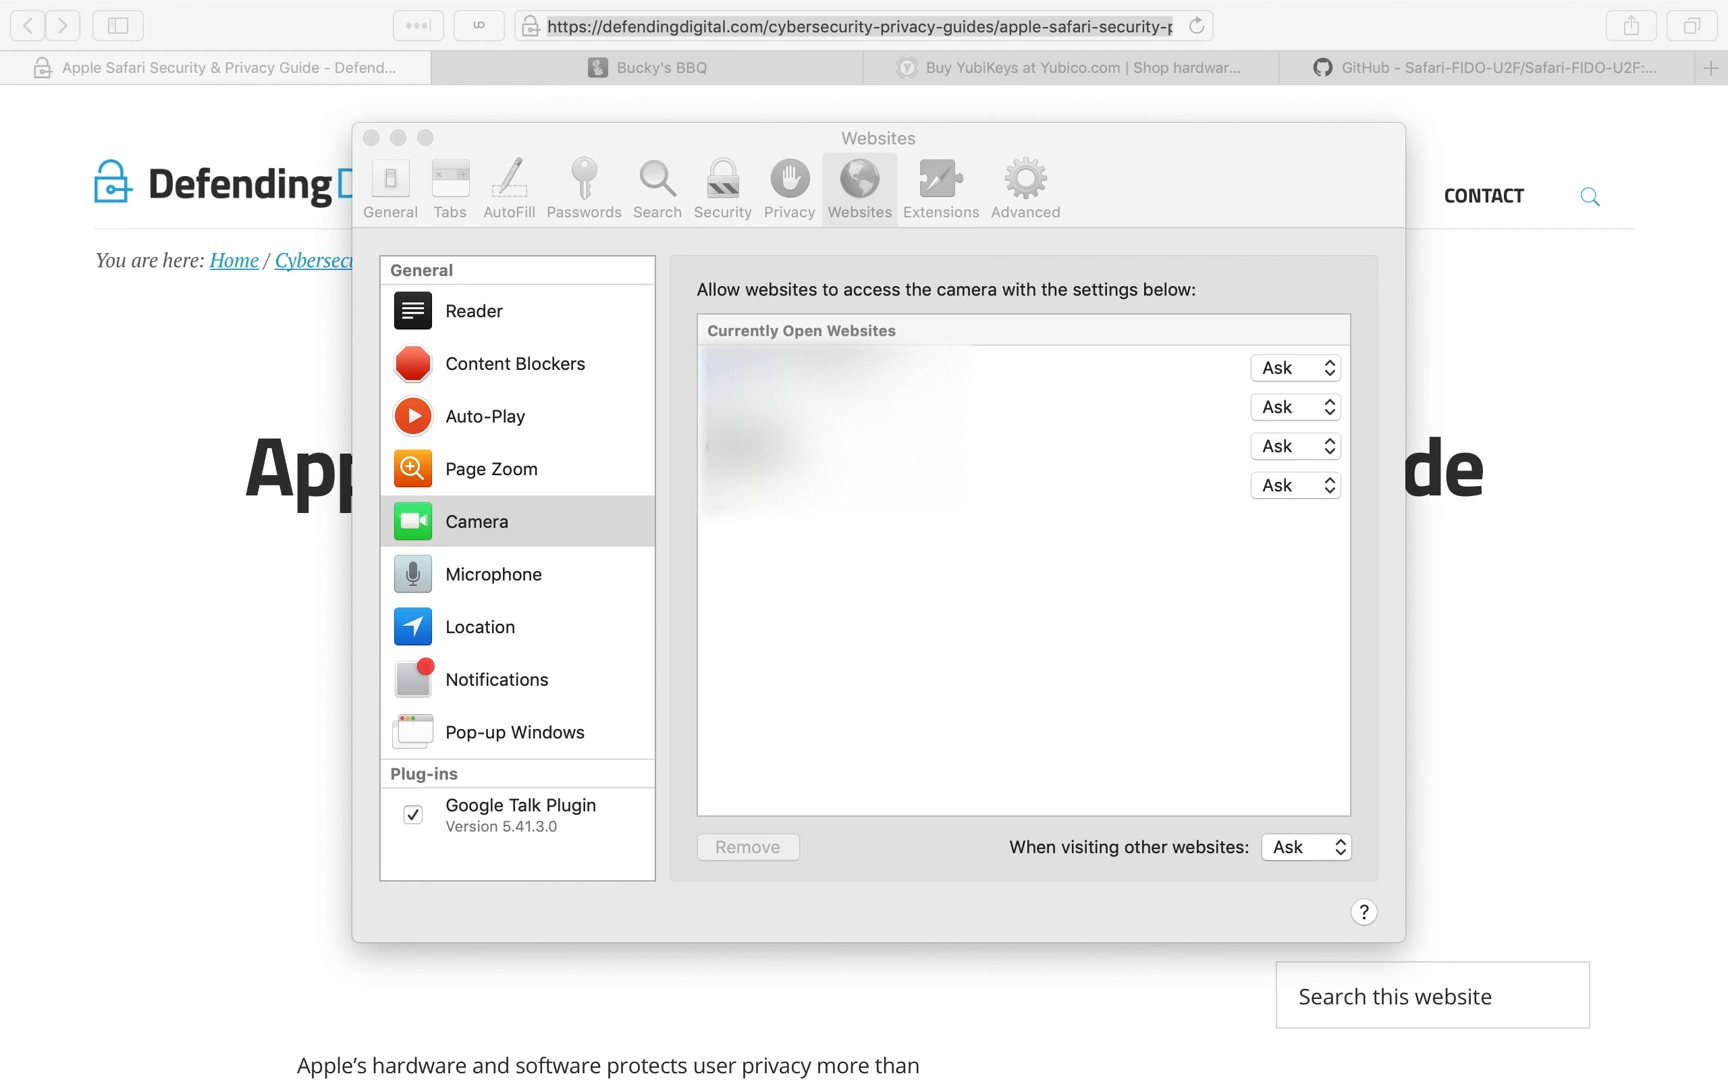 https://defendingdigital.com/cybersecurity-privacy-guides/apple-safari-security-p
Apple Safari Security & Privacy Guide - Defend...
Bucky's BBQ
Buy YubiKeys at Yubico.com | Shop hardwar...
GitHub - Safari-FIDO-U2F/Safari-FIDO-U2F:...
Websites
General
Tabs
AutoFill
Passwords
Search
Security
Privacy
Websites
Extensions
Advanced
Defending
CONTACT
You are here: Home / Cybersecu
General
Reader
Content Blockers
Auto-Play
Page Zoom
Camera
Microphone
Location
Notifications
Pop-up Windows
Plug-ins
Google Talk Plugin
Version 5.41.3.0
Allow websites to access the camera with the settings below:
Currently Open Websites
Ask
Ask
Ask
Ask
Remove
When visiting other websites: Ask
?
App
de
Search this website
Apple’s hardware and software protects user privacy more than